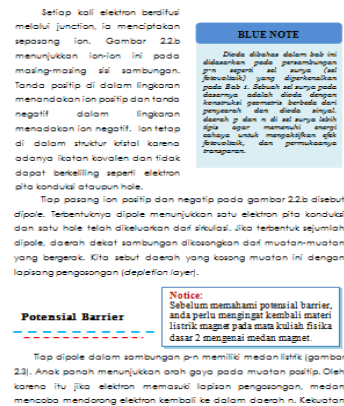 Setiap kali elektron berdifusi
melalui junction, ia menciptakan
sepasang ion. Gambar 2.2.b
menunjukkan ion-ion ini pada
masing-masing sisi sambungan.
Tanda positip di dalam lingkaran
menandakan ion positip dan tanda
negatif dalam lingkaran
menadakan ion negatif. Ion tetap
di dalam struktur kristal karena
adanya ikatan kovalen dan tidak
dapat berkeliling seperti elektron
pita konduksi ataupun hole.
BLUE NOTE
Dioda dibahas dalam bab ini
didasarkan pada persambungan
p-n seperti sel surya (sel
fotovoltaik) yang diperkenalkan
pada Bab 1. Sebuah sel surya pada
dasarnya adalah dioda dengan
konstruksi geometris berbeda dari
penyearah dan dioda sinyal.
daerah p dan n di sel surya lebih
tipis agar memenuhi energi
cahaya untuk mengaktifkan efek
fotovoltaik, dan permukaannya
transparan.
Tiap pasang ion positip dan negatip pada gambar 2.2.b disebut
dipole. Terbentuknya dipole menunjukkan satu elektron pita konduksi
dan satu hole telah dikeluarkan dari sirkulasi. Jika terbentuk sejumlah
dipole, daerah dekat sambungan dikosongkan dari muatan-muatan
yang bergerak. Kita sebut daerah yang kosong muatan ini dengan
lapisang pengosongan (depletion layer).
Potensial Barrier
Notice:
Sebelum memahami potensial barrier,
anda perlu mengingat kembali materi
listrik magnet pada mata kuliah fisika
dasar 2 mengenai medan magnet.
Tiap dipole dalam sambungan p-n memiliki medan listik (gambar
2.3). Anak panah menunjukkan arah gaya pada muatan positip. Oleh
karena itu jika elektron memasuki lapisan pengosongan, medan
mencoba mendorong elektron kembali ke dalam daerah n. Kekuatan